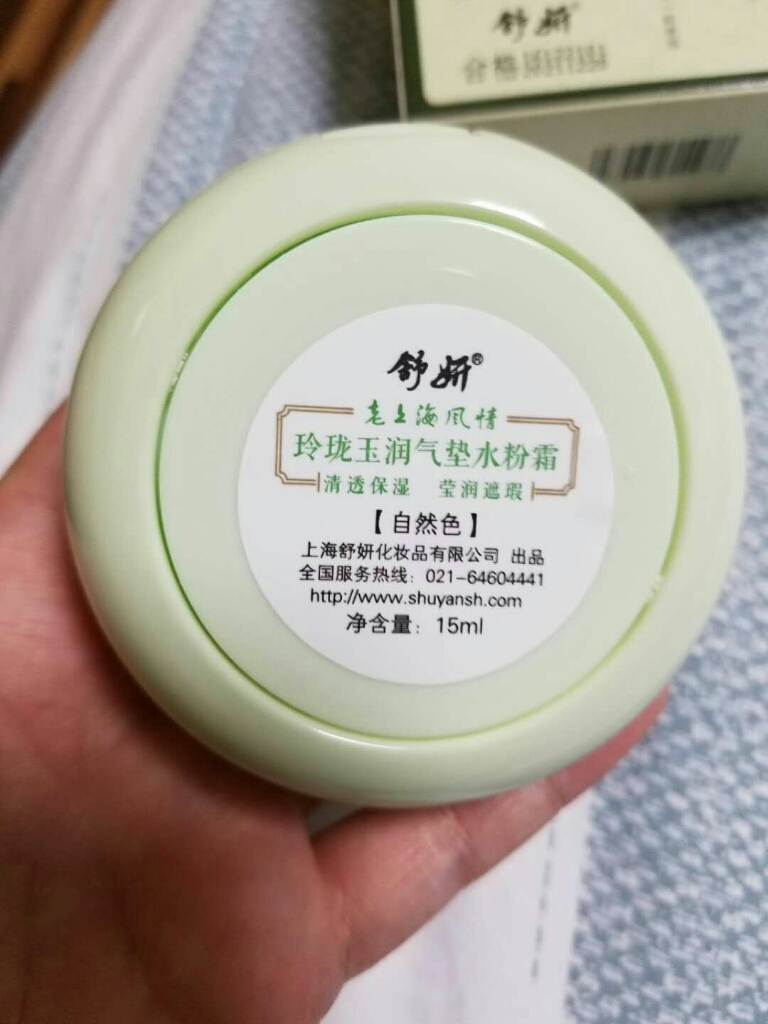 舒妍
合格
舒妍®
老上海风情
玲珑玉润气垫水粉霜
清透保湿 莹润遮瑕
【自然色】
上海舒妍化妆品有限公司 出品
全国服务热线：021-64604441
http://www.shuyansh.com
净含量：15ml